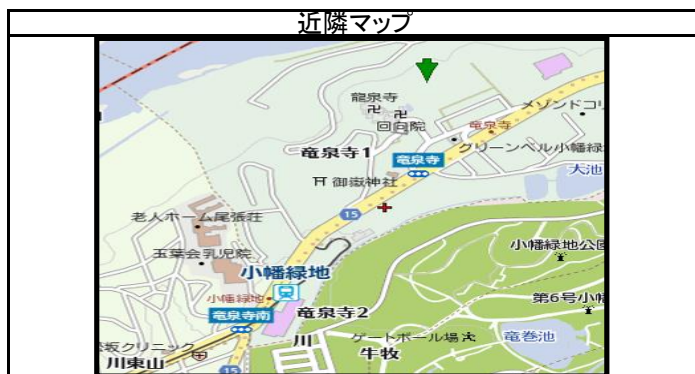 近隣マップ
龍泉寺
回向院
メゾンドコリ
竜泉寺
グリーンベル小幡緑
竜泉寺1
竜泉寺
大池
御嶽神社
15
老人ホーム尾張荘
玉葉会乳児院
小幡緑地公
小幡緑地
小幡緑地
第6号小幡
竜泉寺南
竜泉寺2
川
ゲートボール場
竜巻池
坂クリニック
牛牧
川東山
15